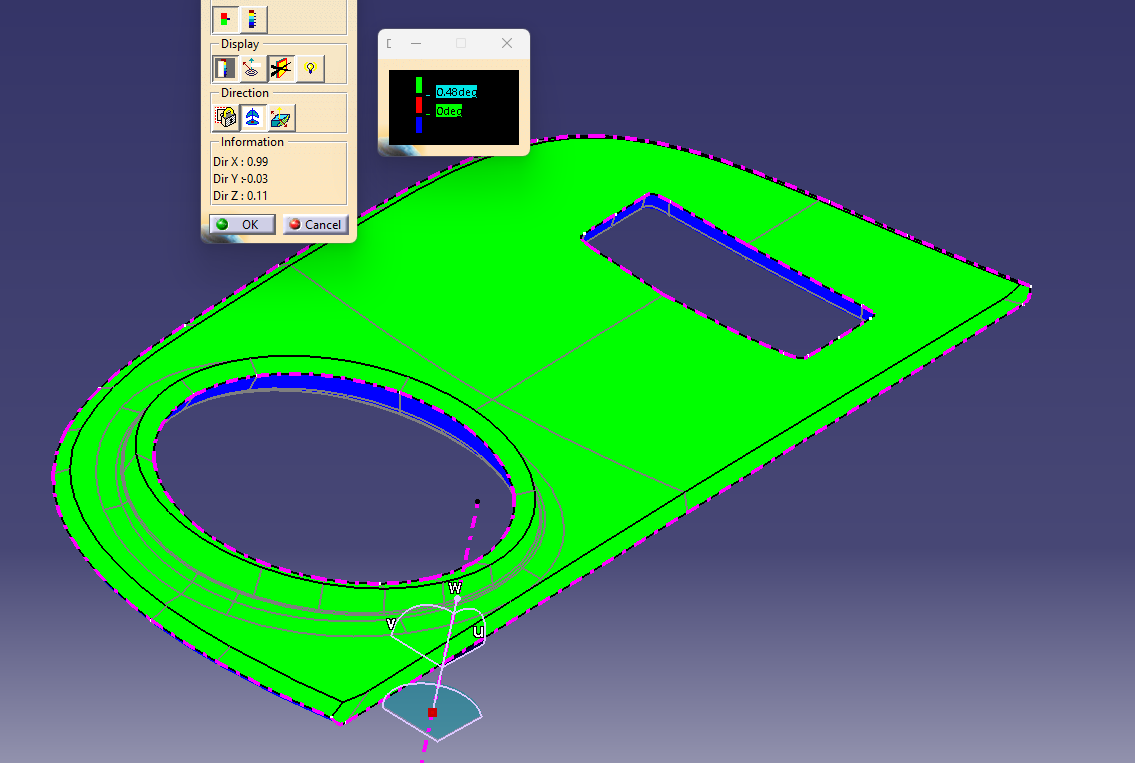 Display
Direction
Information
Dir X : 0.99
Dir Y :-0.03
Dir Z : 0.11
OK Cancel
0.48deg
0deg
w
v
u